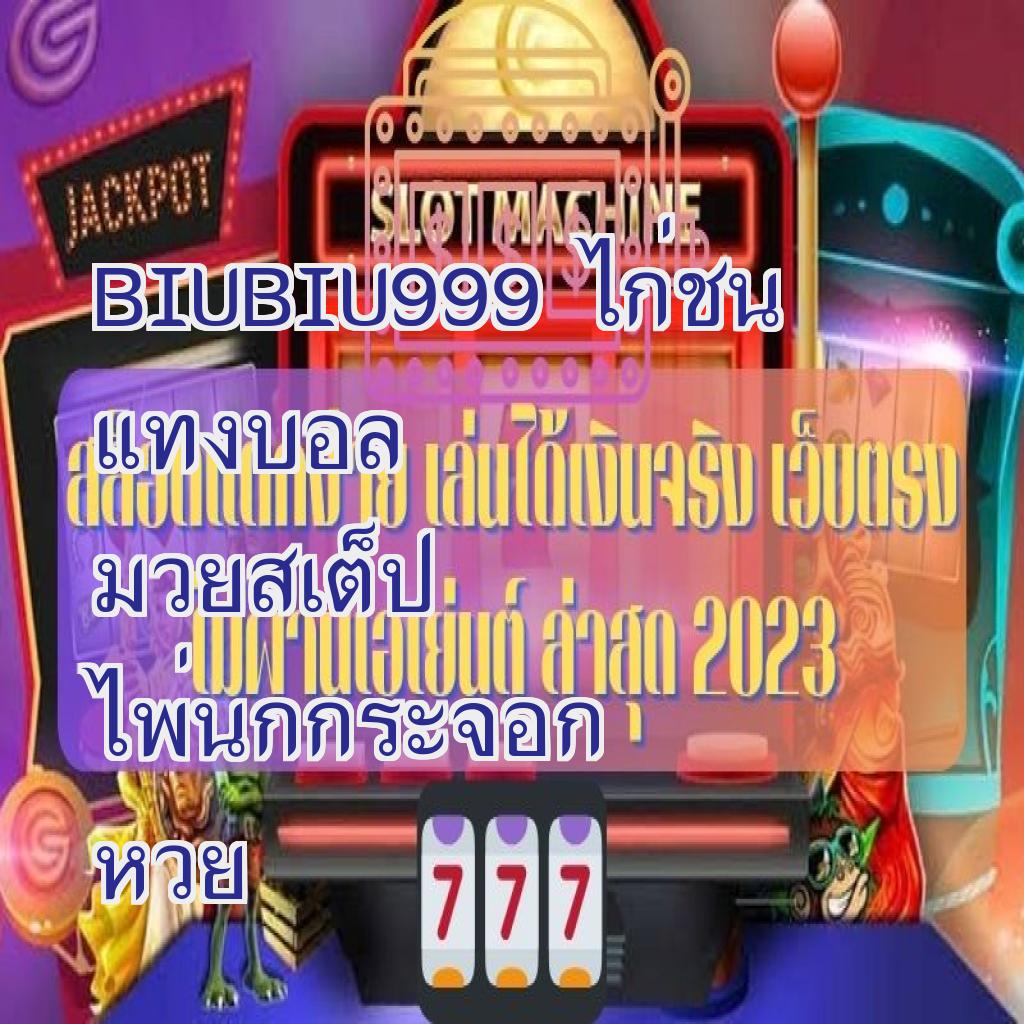 JACKPOT
SLOT MACHINE
BIUBIU999 ไก่ชน
แทงบอล
เล่นได้เงินจริง เว็บตรง
มวยสเต็ป
ล่าสุด 2023
ไพ่นกกระจอก
หวย
777